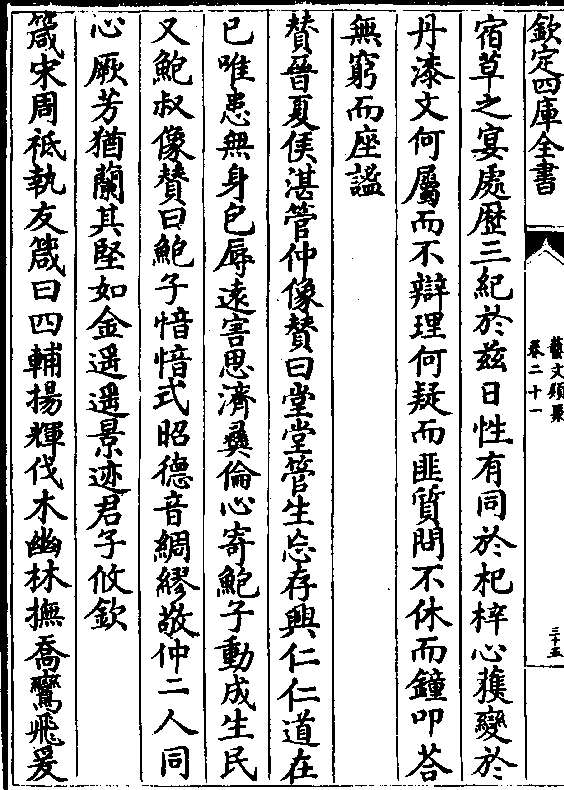 欽定四庫全書
藝文類聚
卷二十一
三十五
宿草之宴處歷三紀於兹日性有同於杞梓心獲變於
丹漆文何屬而不辯理何疑而匪質問不休而鐘叩荅
無窮而座謐
賛晉夏侯湛管仲像賛曰堂堂管生忘存興仁仁道在
已唯患無身包辱遠害思濟彞倫心寄鮑子動成生民
又鮑叔像賛曰鮑子愔愔式昭德音綢繆敬仲二人同
心厥芳猶蘭其堅如金遥遥景迹君子攸欽
箴宋周祗執友箴曰四輔揚輝伐木幽林撫喬鸞飛爰